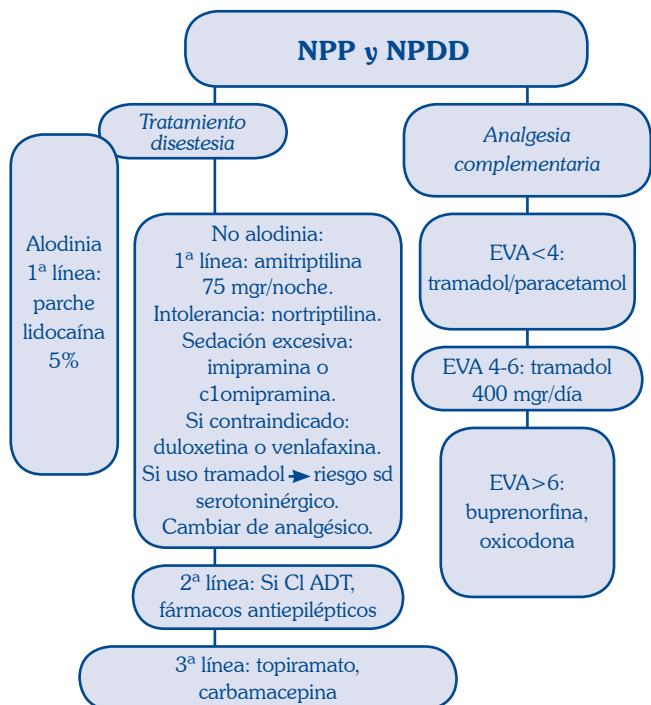 NPP y NPDD
Tratamiento
disestesia
Analgesia
complementaria
Alodinia
1ª línea:
parche
lidocaína
5%
No alodinia:
1ª línea: amitriptilina
75 mgr/noche.
Intolerancia: nortriptilina.
Sedación excesiva:
imipramina o
c1omipramina.
Si contraindicado:
duloxetina o venlafaxina.
Si uso tramadol ➔ riesgo sd
serotoninérgico.
Cambiar de analgésico.
2ª línea: Si CI ADT,
fármacos antiepilépticos
3ª línea: topiramato,
carbamacepina
EVA<4:
tramadol/paracetamol
EVA 4-6: tramadol
400 mgr/día
EVA>6:
buprenorfina,
oxicodona